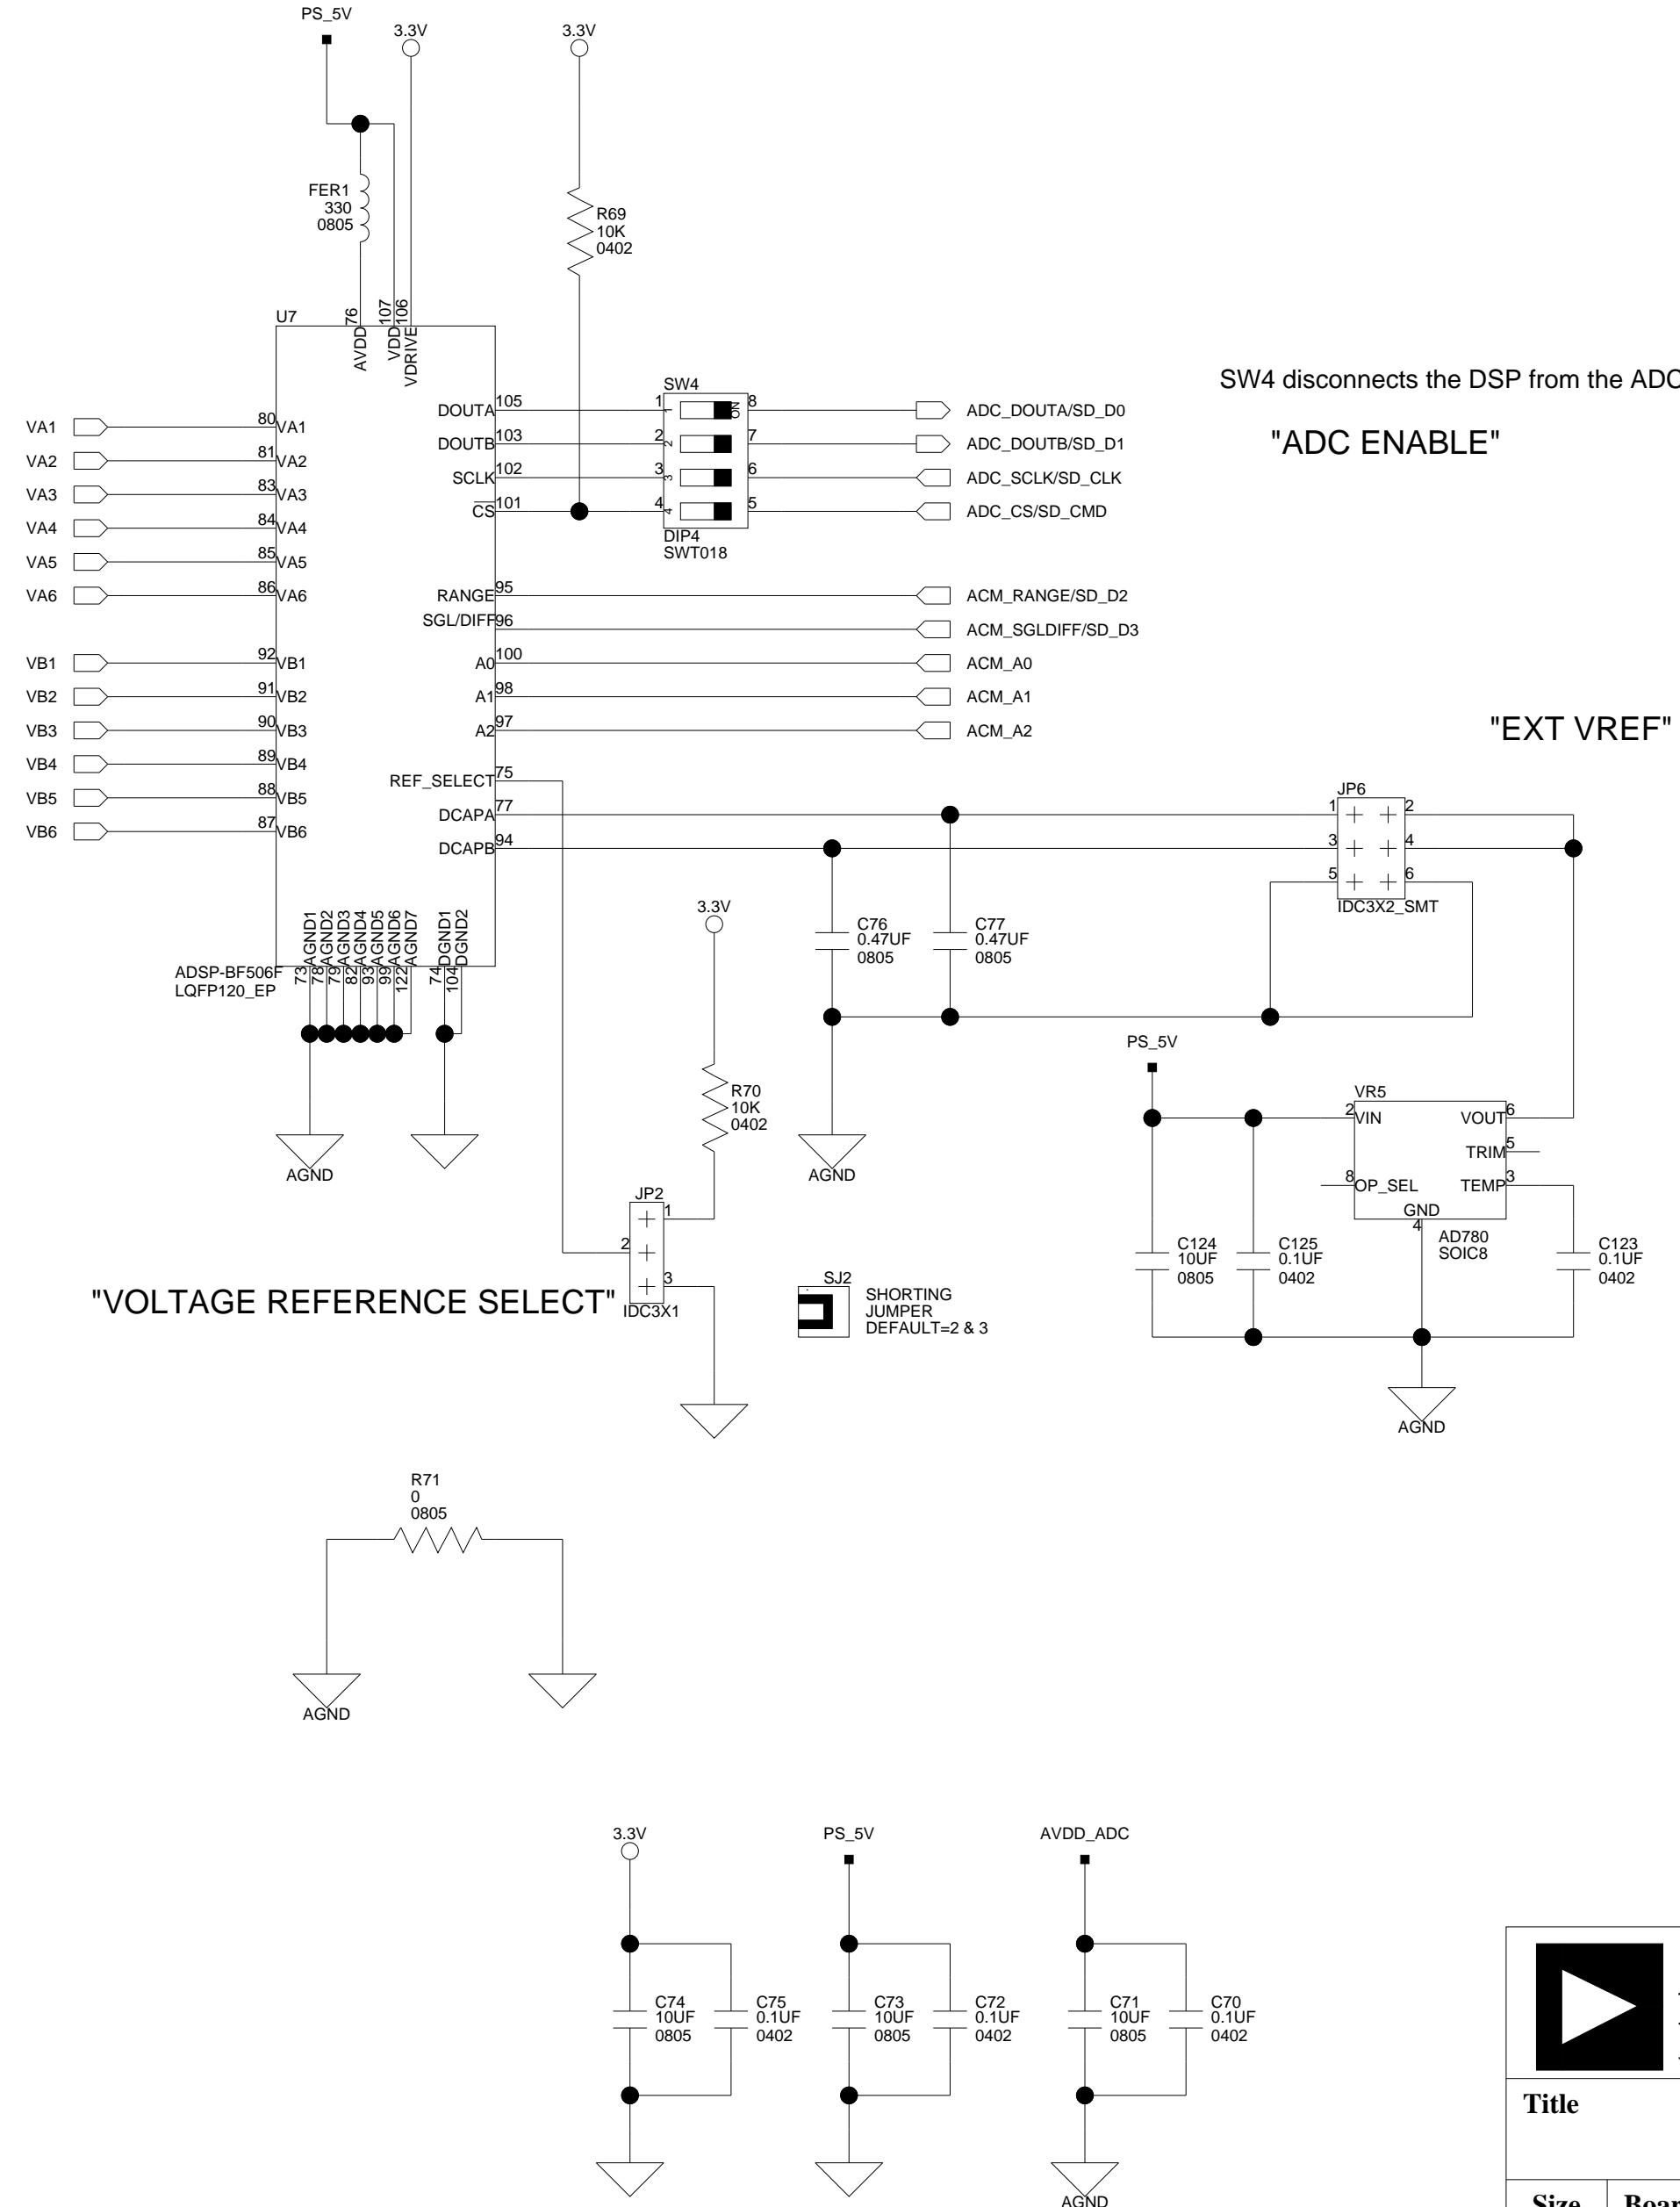 PS_5V
3.3V
3.3V
FER1
330
0805
R69
10K
0402
U7
76
107
106
AVDD
VDD
VDRIVE
SW4
SW4 disconnects the DSP from the ADC
"ADC ENABLE"
VA1 80 VA1
VA2 81 VA2
VA3 83 VA3
VA4 84 VA4
VA5 85 VA5
VA6 86 VA6
VB1 92 VB1
VB2 91 VB2
VB3 90 VB3
VB4 89 VB4
VB5 88 VB5
VB6 87 VB6
DOUTA 105 1 1 ON 8 ADC_DOUTA/SD_D0
DOUTB 103 2 2 7 ADC_DOUTB/SD_D1
SCLK 102 3 3 6 ADC_SCLK/SD_CLK
CS 101 4 4 5 ADC_CS/SD_CMD
DIP4
SWT018
RANGE 95 ACM_RANGE/SD_D2
SGL/DIFF 96 ACM_SGLDIFF/SD_D3
A0 100 ACM_A0
A1 98 ACM_A1
A2 97 ACM_A2
REF_SELECT 75
DCAPA 77
DCAPB 94
"EXT VREF"
JP6
1 2
3 4
5 6
IDC3X2_SMT
73 AGND1
78 AGND2
79 AGND3
82 AGND4
93 AGND5
99 AGND6
122 AGND7
74 DGND1
104 DGND2
ADSP-BF506F
LQFP120_EP
AGND
3.3V
C76
0.47UF
0805
C77
0.47UF
0805
AGND
R70
10K
0402
JP2
1
2
3
IDC3X1
"VOLTAGE REFERENCE SELECT"
SJ2
SHORTING
JUMPER
DEFAULT=2 & 3
PS_5V
VR5
2 VIN VOUT 6
TRIM 5
8 OP_SEL TEMP 3
GND
4
AD780
SOIC8
C124
10UF
0805
C125
0.1UF
0402
C123
0.1UF
0402
AGND
R71
0
0805
AGND
3.3V
PS_5V
AVDD_ADC
C74
10UF
0805
C75
0.1UF
0402
C73
10UF
0805
C72
0.1UF
0402
C71
10UF
0805
C70
0.1UF
0402
AGND
Title
Size
Boar